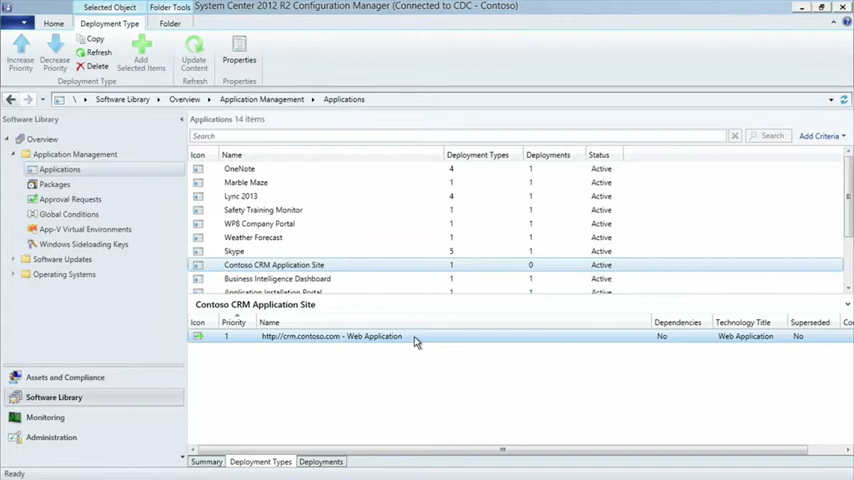 Selected Object Folder Tools System Center 2012 R2 Configuration Manager (Connected to CDC - Contoso)
Home Deployment Type Folder
Increase Priority
Decrease Priority
Copy
Refresh
Delete
Add Selected Items
Update Content
Properties
Deployment Type Refresh Properties
\ Software Library Overview Application Management Applications
Software Library
Overview
Application Management
Applications
Packages
Approval Requests
Global Conditions
App-V Virtual Environments
Windows Sideloading Keys
Software Updates
Operating Systems
Assets and Compliance
Software Library
Monitoring
Administration
Applications 14 items
Search Search Add Criteria
Icon Name Deployment Types Deployments Status
OneNote 4 1 Active
Marble Maze 1 1 Active
Lync 2013 4 1 Active
Safety Training Monitor 1 1 Active
WP8 Company Portal 1 1 Active
Weather Forecast 1 1 Active
Skype 5 1 Active
Contoso CRM Application Site 1 0 Active
Business Intelligence Dashboard 1 1 Active
Application Installation Portal 1 1 Active
Contoso CRM Application Site
Icon Priority Name Dependencies Technology Title Superseded
1 http://crm.contoso.com - Web Application No Web Application No
Summary Deployment Types Deployments
Ready